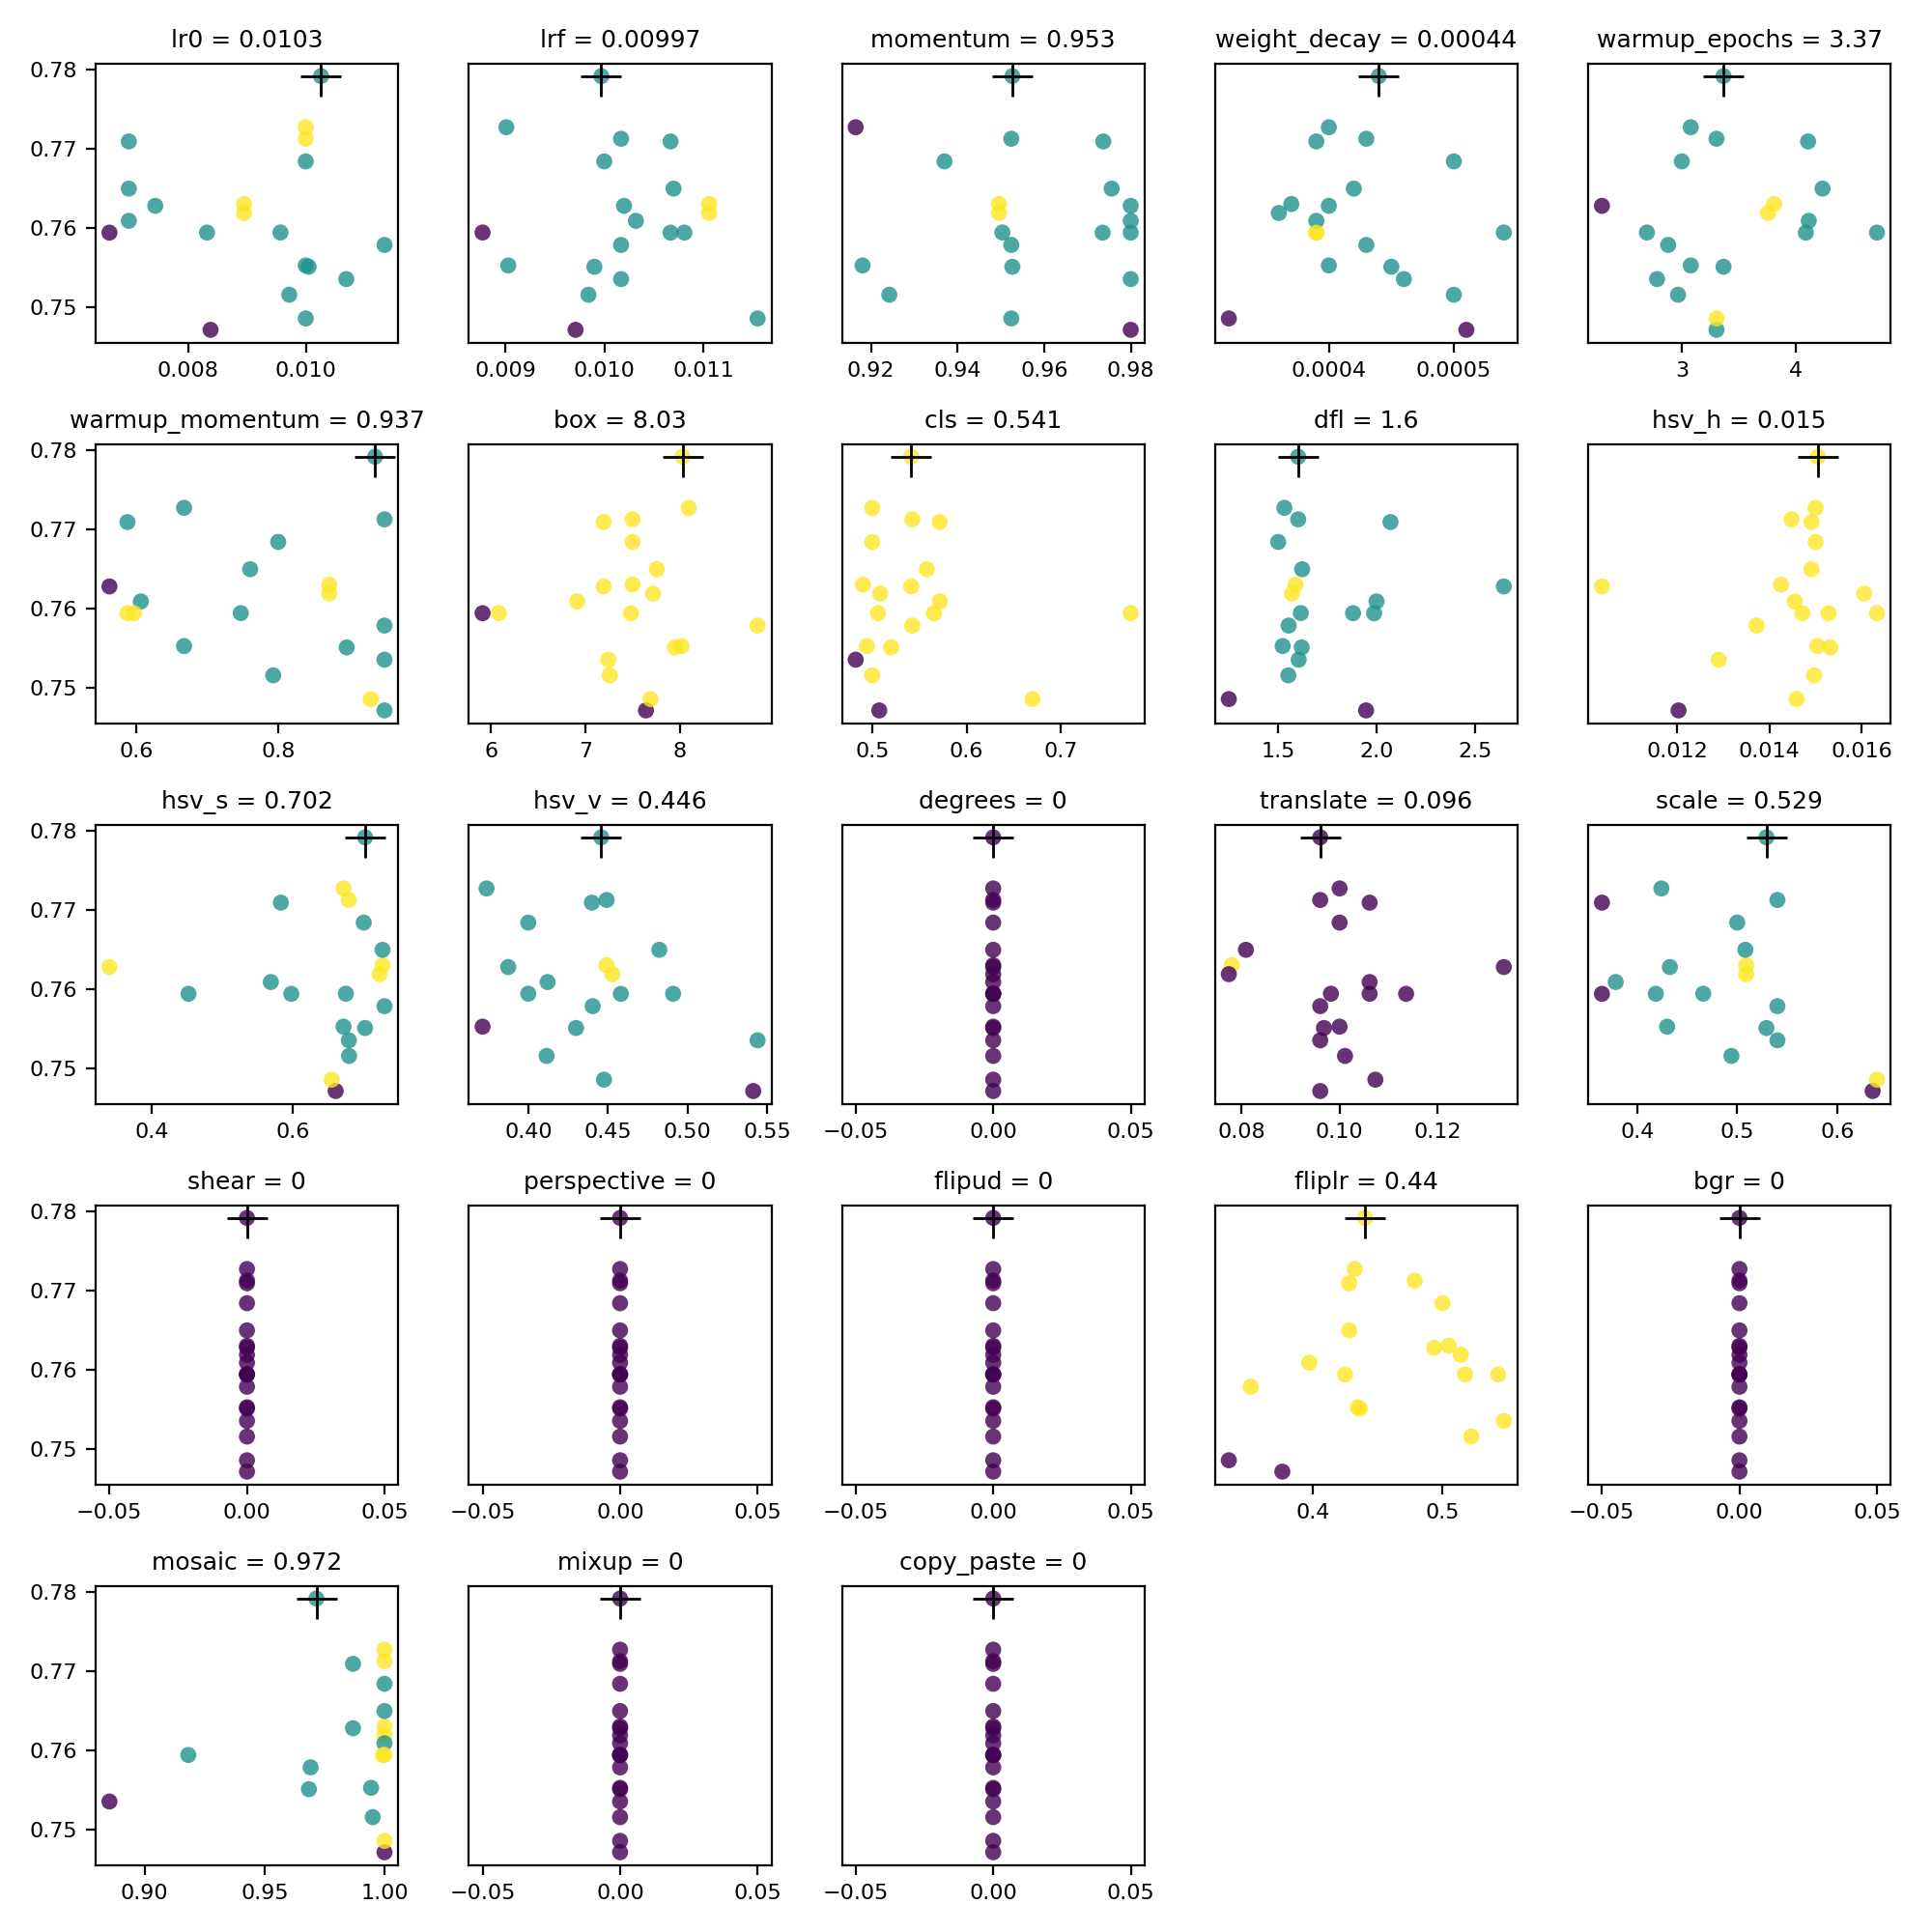 lr0 = 0.0103
lrf = 0.00997
momentum = 0.953
weight_decay = 0.00044
warmup_epochs = 3.37
0.78
0.77
0.76
0.75
0.008 0.010
0.009 0.010 0.011
0.92 0.94 0.96 0.98
0.0004 0.0005
3 4
warmup_momentum = 0.937
box = 8.03
cls = 0.541
dfl = 1.6
hsv_h = 0.015
0.78
0.77
0.76
0.75
0.6 0.8
6 7 8
0.5 0.6 0.7
1.5 2.0 2.5
0.012 0.014 0.016
hsv_s = 0.702
hsv_v = 0.446
degrees = 0
translate = 0.096
scale = 0.529
0.78
0.77
0.76
0.75
0.4 0.6
0.40 0.45 0.50 0.55
−0.05 0.00 0.05
0.08 0.10 0.12
0.4 0.5 0.6
shear = 0
perspective = 0
flipud = 0
fliplr = 0.44
bgr = 0
0.78
0.77
0.76
0.75
−0.05 0.00 0.05
−0.05 0.00 0.05
−0.05 0.00 0.05
0.4 0.5
−0.05 0.00 0.05
mosaic = 0.972
mixup = 0
copy_paste = 0
0.78
0.77
0.76
0.75
0.90 0.95 1.00
−0.05 0.00 0.05
−0.05 0.00 0.05